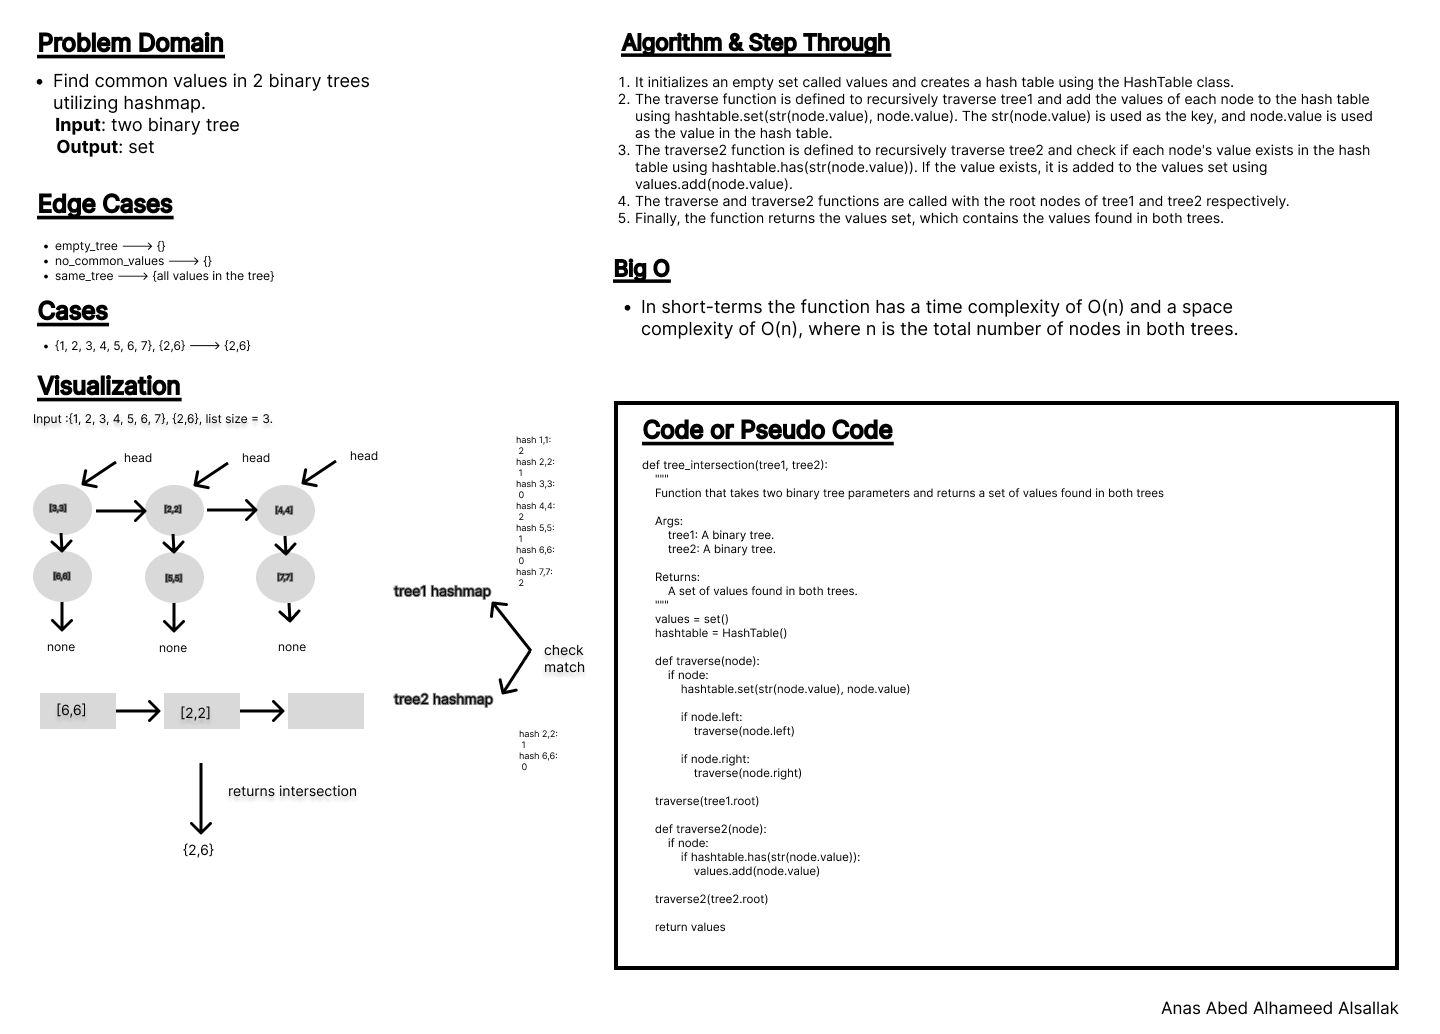 Problem Domain
• Find common values in 2 binary trees
utilizing hashmap.
Input: two binary tree
Output: set
Edge Cases
• empty_tree ⟶ {}
• no_common_values ⟶ {}
• same_tree ⟶ {all values in the tree}
Cases
• {1, 2, 3, 4, 5, 6, 7}, {2,6} ⟶ {2,6}
Visualization
Input :{1, 2, 3, 4, 5, 6, 7}, {2,6}, list size = 3.
head
head
head
[3,3]
[2,2]
[4,4]
[6,6]
[5,5]
[7,7]
none
none
none
hash 1,1:
2
hash 2,2:
1
hash 3,3:
0
hash 4,4:
2
hash 5,5:
1
hash 6,6:
0
hash 7,7:
2
tree1 hashmap
check
match
tree2 hashmap
[6,6]
[2,2]
hash 2,2:
1
hash 6,6:
0
returns intersection
{2,6}
Algorithm & Step Through
1. It initializes an empty set called values and creates a hash table using the HashTable class.
2. The traverse function is defined to recursively traverse tree1 and add the values of each node to the hash table
using hashtable.set(str(node.value), node.value). The str(node.value) is used as the key, and node.value is used
as the value in the hash table.
3. The traverse2 function is defined to recursively traverse tree2 and check if each node's value exists in the hash
table using hashtable.has(str(node.value)). If the value exists, it is added to the values set using
values.add(node.value).
4. The traverse and traverse2 functions are called with the root nodes of tree1 and tree2 respectively.
5. Finally, the function returns the values set, which contains the values found in both trees.
Big O
• In short-terms the function has a time complexity of O(n) and a space
complexity of O(n), where n is the total number of nodes in both trees.
Code or Pseudo Code
def tree_intersection(tree1, tree2):
"""
Function that takes two binary tree parameters and returns a set of values found in both trees
Args:
tree1: A binary tree.
tree2: A binary tree.
Returns:
A set of values found in both trees.
"""
values = set()
hashtable = HashTable()
def traverse(node):
if node:
hashtable.set(str(node.value), node.value)
if node.left:
traverse(node.left)
if node.right:
traverse(node.right)
traverse(tree1.root)
def traverse2(node):
if node:
if hashtable.has(str(node.value)):
values.add(node.value)
traverse2(tree2.root)
return values
Anas Abed Alhameed Alsallak